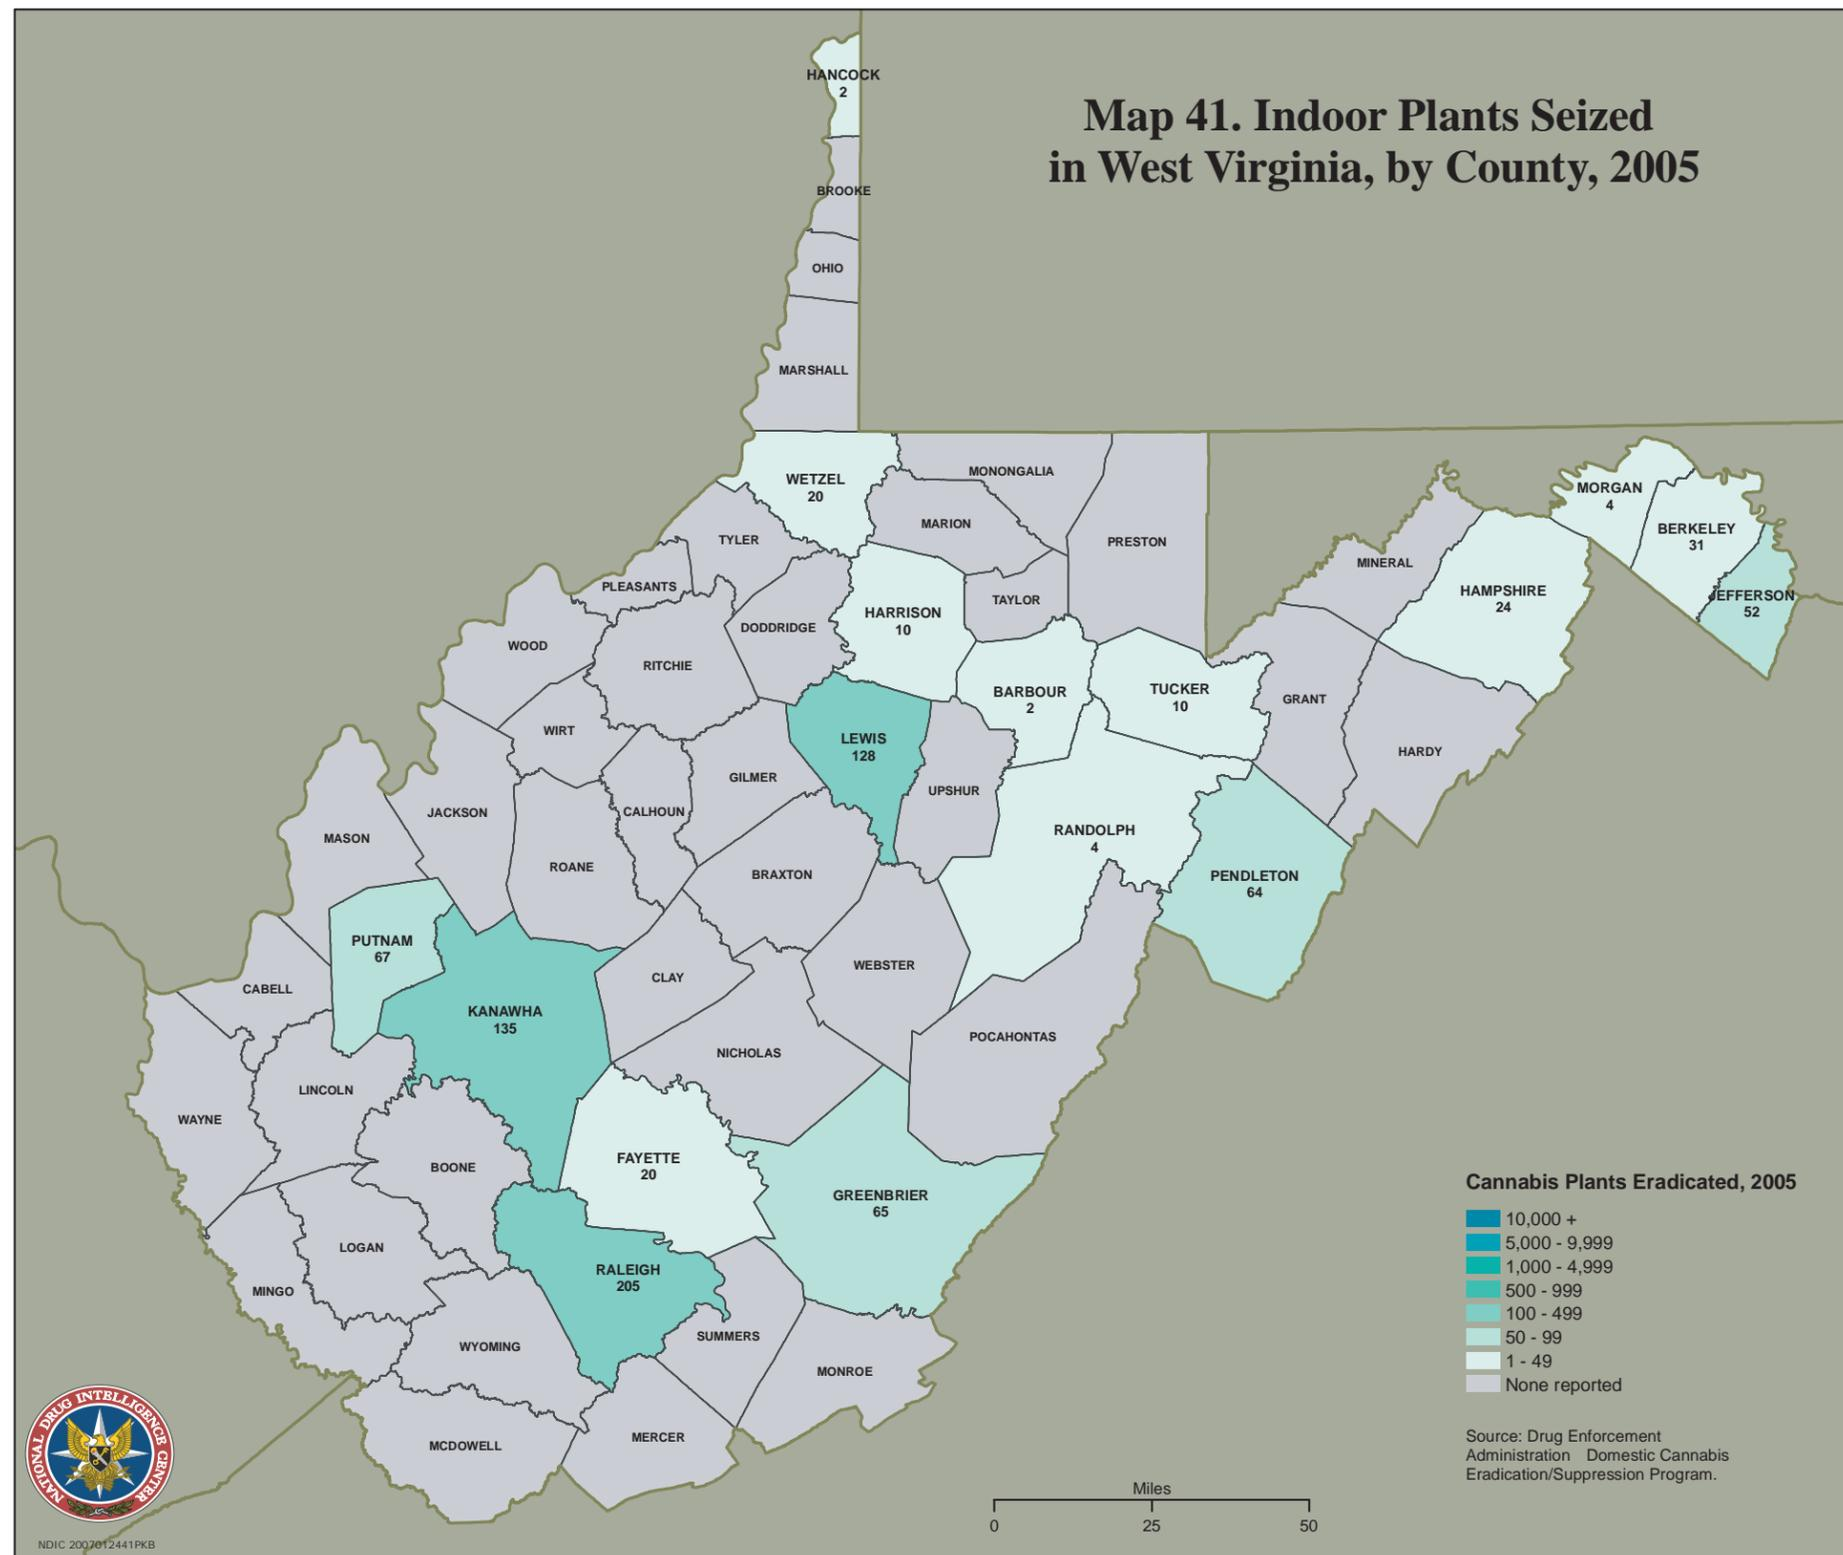 Map 41. Indoor Plants Seized
in West Virginia, by County, 2005
HANCOCK
2
BROOKE
OHIO
MARSHALL
WETZEL
20
MONONGALIA
MARION
PRESTON
TYLER
PLEASANTS
TAYLOR
HARRISON
10
DODDRIDGE
WOOD
RITCHIE
WIRT
MORGAN
4
BERKELEY
31
JEFFERSON
52
MINERAL
HAMPSHIRE
24
GRANT
HARDY
BARBOUR
2
TUCKER
10
LEWIS
128
UPSHUR
GILMER
CALHOUN
JACKSON
MASON
ROANE
BRAXTON
RANDOLPH
4
PENDLETON
64
PUTNAM
67
CABELL
KANAWHA
135
CLAY
WEBSTER
POCAHONTAS
NICHOLAS
LINCOLN
WAYNE
BOONE
FAYETTE
20
GREENBRIER
65
LOGAN
MINGO
RALEIGH
205
WYOMING
SUMMERS
MONROE
MCDOWELL
MERCER
Cannabis Plants Eradicated, 2005
10,000 +
5,000 - 9,999
1,000 - 4,999
500 - 999
100 - 499
50 - 99
1 - 49
None reported
Source: Drug Enforcement
Administration Domestic Cannabis
Eradication/Suppression Program.
Miles
0 25 50
NATIONAL DRUG INTELLIGENCE CENTER
NDIC 2007012441PKB